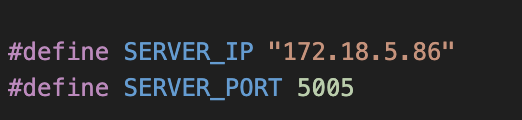 #define SERVER_IP "172.18.5.86"
#define SERVER_PORT 5005